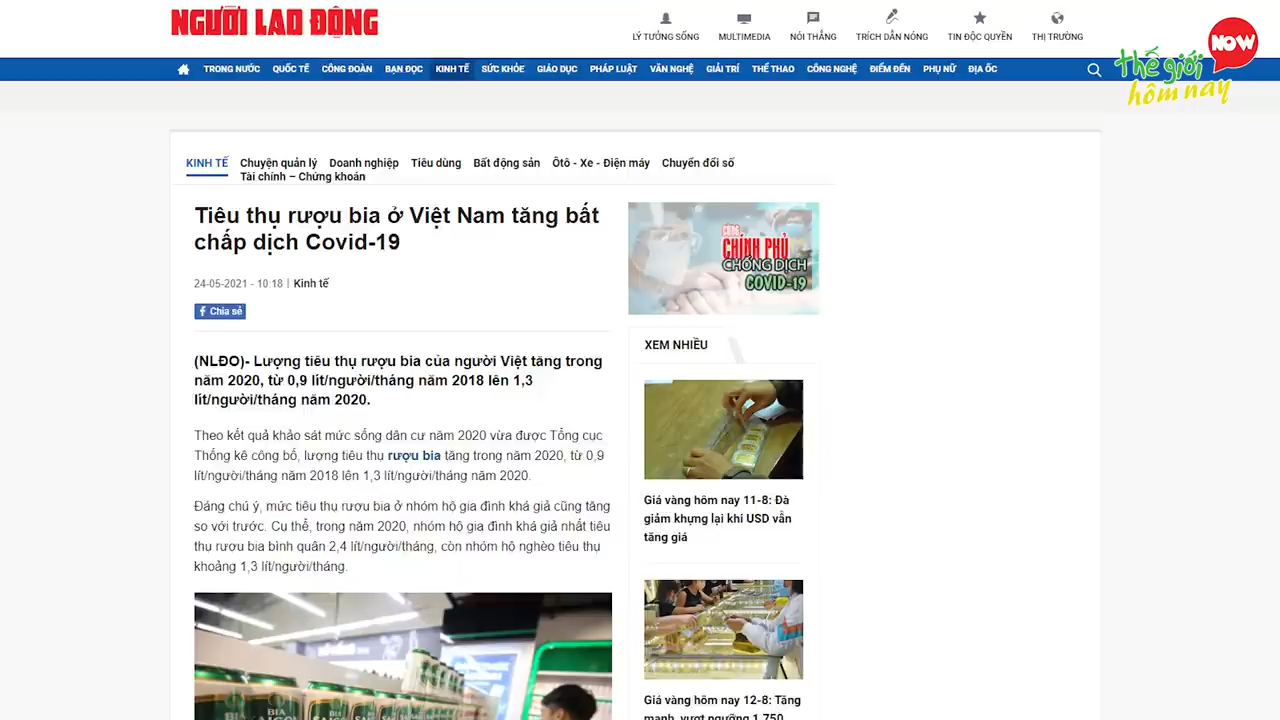 NGƯỜI LAO ĐỘNG
LÝ TƯỞNG SỐNG MULTIMEDIA NÓI THẲNG TRÍCH DẪN NÓNG TIN ĐỘC QUYỀN THỊ TRƯỜNG
NOW
thế giới
hôm nay
TRONG NƯỚC QUỐC TẾ CÔNG ĐOÀN BẠN ĐỌC KINH TẾ SỨC KHỎE GIÁO DỤC PHÁP LUẬT VĂN NGHỆ GIẢI TRÍ THỂ THAO CÔNG NGHỆ ĐIỂM ĐẾN PHỤ NỮ ĐỊA ỐC
KINH TẾ Chuyện quản lý Doanh nghiệp Tiêu dùng Bất động sản Ôtô - Xe - Điện máy Chuyển đổi số
Tài chính – Chứng khoán
Tiêu thụ rượu bia ở Việt Nam tăng bất
chấp dịch Covid-19
24-05-2021 - 10:18 | Kinh tế
Chia sẻ
(NLĐO)- Lượng tiêu thụ rượu bia của người Việt tăng trong
năm 2020, từ 0,9 lít/người/tháng năm 2018 lên 1,3
lít/người/tháng năm 2020.
Theo kết quả khảo sát mức sống dân cư năm 2020 vừa được Tổng cục
Thống kê công bố, lượng tiêu thụ rượu bia tăng trong năm 2020, từ 0,9
lít/người/tháng năm 2018 lên 1,3 lít/người/tháng năm 2020.
Đáng chú ý, mức tiêu thụ rượu bia ở nhóm hộ gia đình khá giả cũng tăng
so với trước. Cụ thể, trong năm 2020, nhóm hộ gia đình khá giả nhất tiêu
thụ rượu bia bình quân 2,4 lít/người/tháng, còn nhóm hộ nghèo tiêu thụ
khoảng 1,3 lít/người/tháng.
BIA
BIA
SAIGON
CÙNG
CHÍNH PHỦ
CHỐNG DỊCH
COVID-19
XEM NHIỀU
Giá vàng hôm nay 11-8: Đà
giảm khựng lại khi USD vẫn
tăng giá
Giá vàng hôm nay 12-8: Tăng
mạnh, vượt ngưỡng 1.750